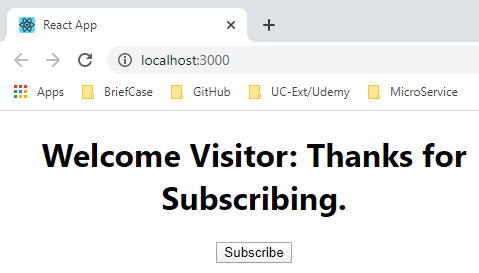 React App
localhost:3000
Apps BriefCase GitHub UC-Ext/Udemy MicroService
Welcome Visitor: Thanks for
Subscribing.
Subscribe